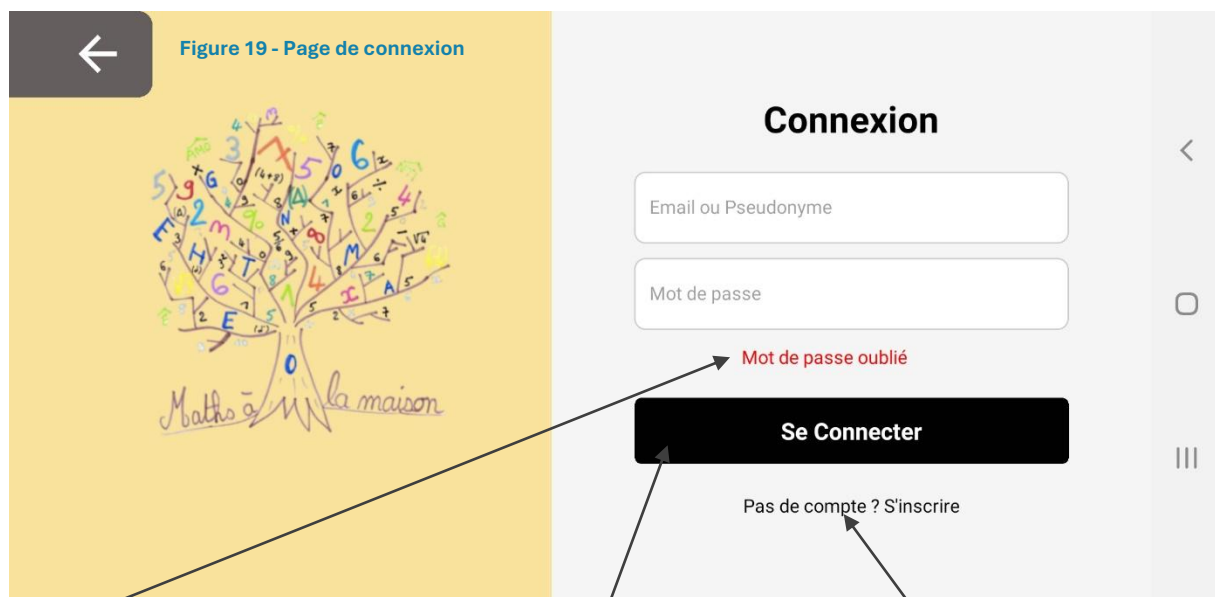 Figure 19 - Page de connexion
Maths à la maison
Connexion
Email ou Pseudonyme
Mot de passe
Mot de passe oublié
Se Connecter
Pas de compte ? S'inscrire